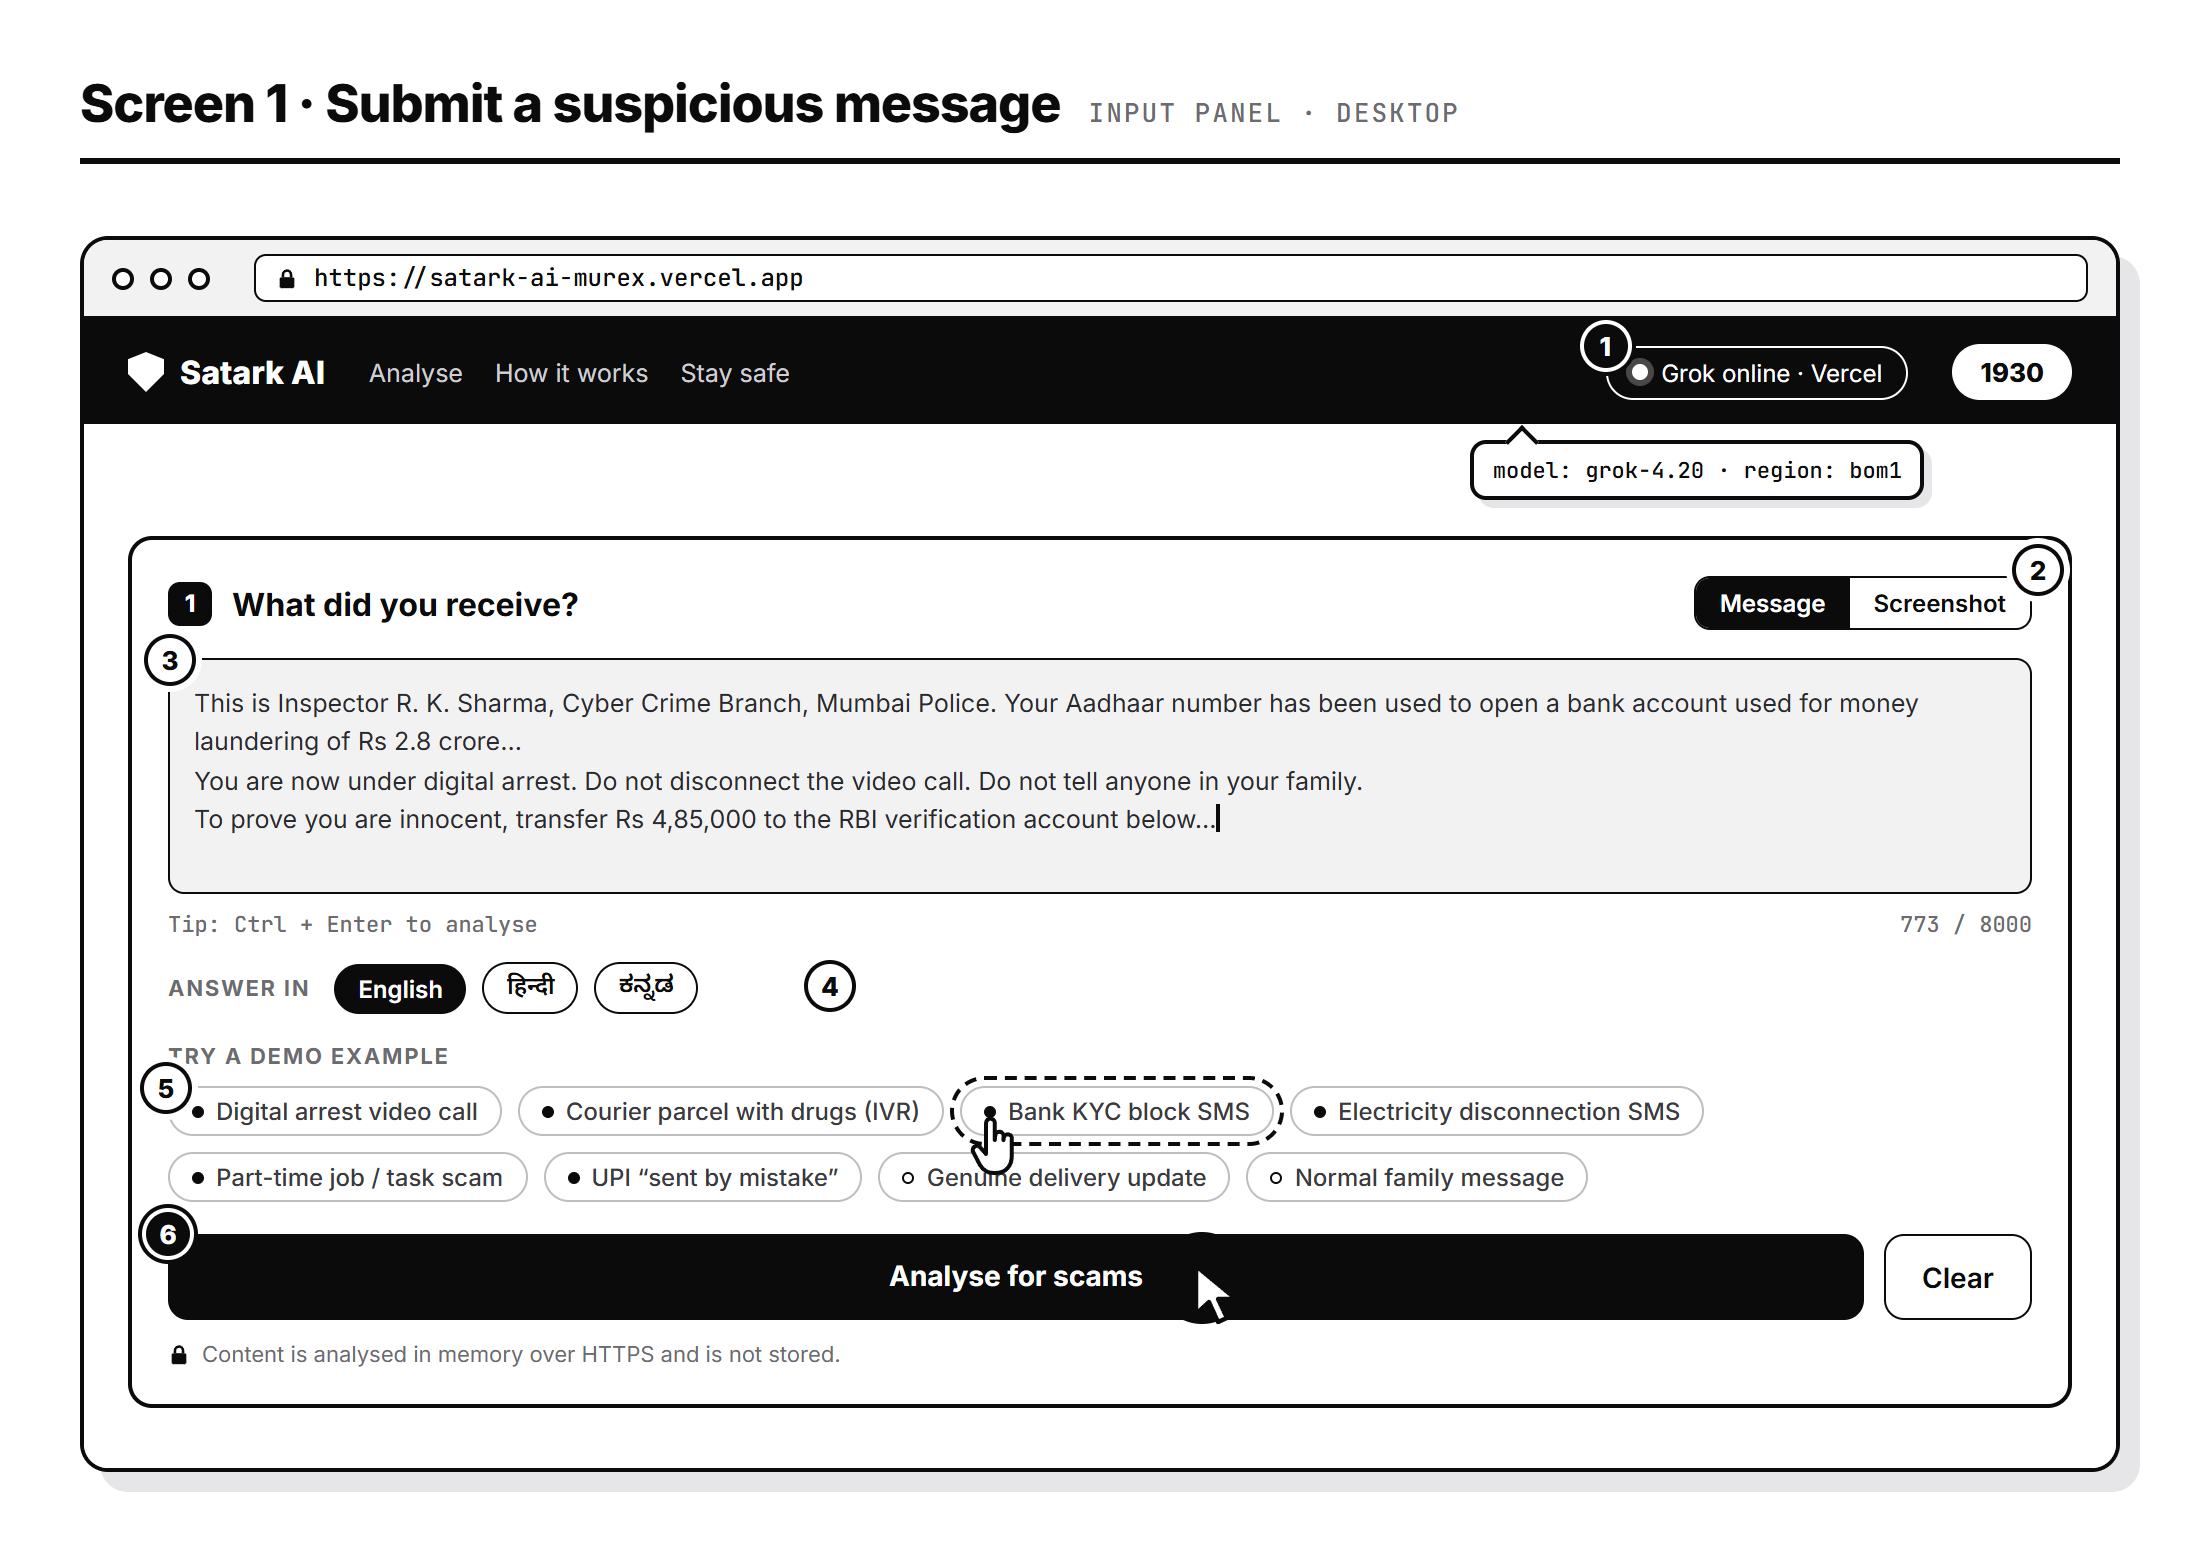 Screen 1 · Submit a suspicious message INPUT PANEL · DESKTOP
https://satark-ai-murex.vercel.app
Satark AI Analyse How it works Stay safe 1 Grok online · Vercel 1930
model: grok-4.20 · region: bom1
1 What did you receive? Message Screenshot 2
3
This is Inspector R. K. Sharma, Cyber Crime Branch, Mumbai Police. Your Aadhaar number has been used to open a bank account used for money
laundering of Rs 2.8 crore...
You are now under digital arrest. Do not disconnect the video call. Do not tell anyone in your family.
To prove you are innocent, transfer Rs 4,85,000 to the RBI verification account below...
Tip: Ctrl + Enter to analyse 773 / 8000
ANSWER IN English हिन्दी ಕನ್ನಡ 4
TRY A DEMO EXAMPLE
5 Digital arrest video call Courier parcel with drugs (IVR) Bank KYC block SMS Electricity disconnection SMS
Part-time job / task scam UPI “sent by mistake” Genuine delivery update Normal family message
6
Analyse for scams Clear
Content is analysed in memory over HTTPS and is not stored.